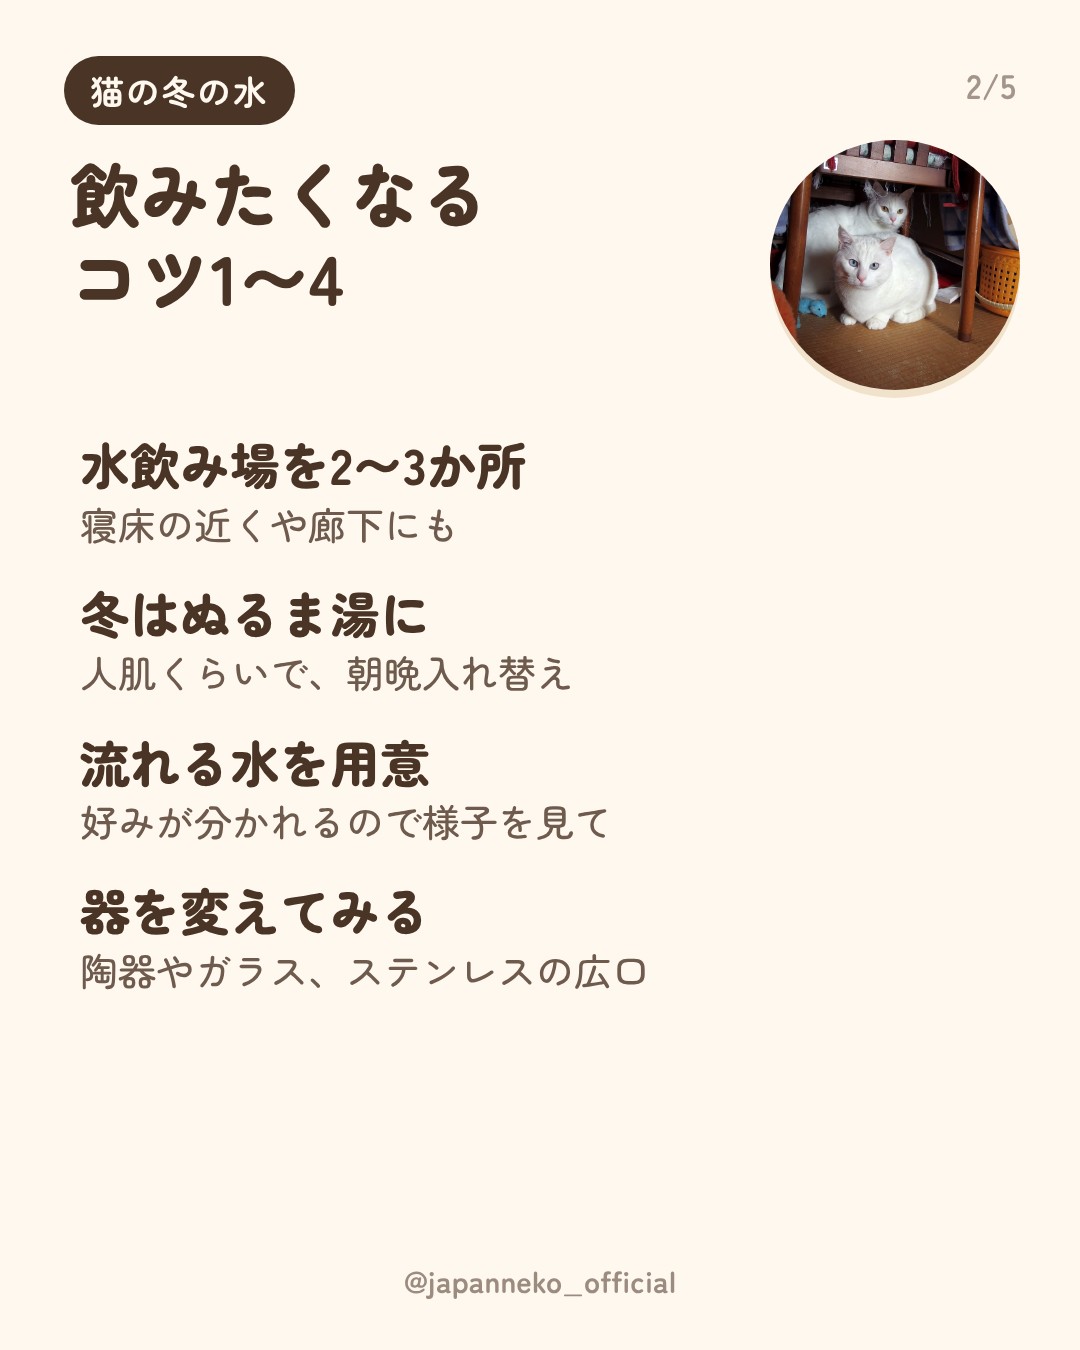 猫の冬の水
2/5
飲みたくなる
コツ1〜4
水飲み場を2〜3か所
寝床の近くや廊下にも
冬はぬるま湯に
人肌くらいで、朝晩入れ替え
流れる水を用意
好みが分かれるので様子を見て
器を変えてみる
陶器やガラス、ステンレスの広口
@japanneko_official